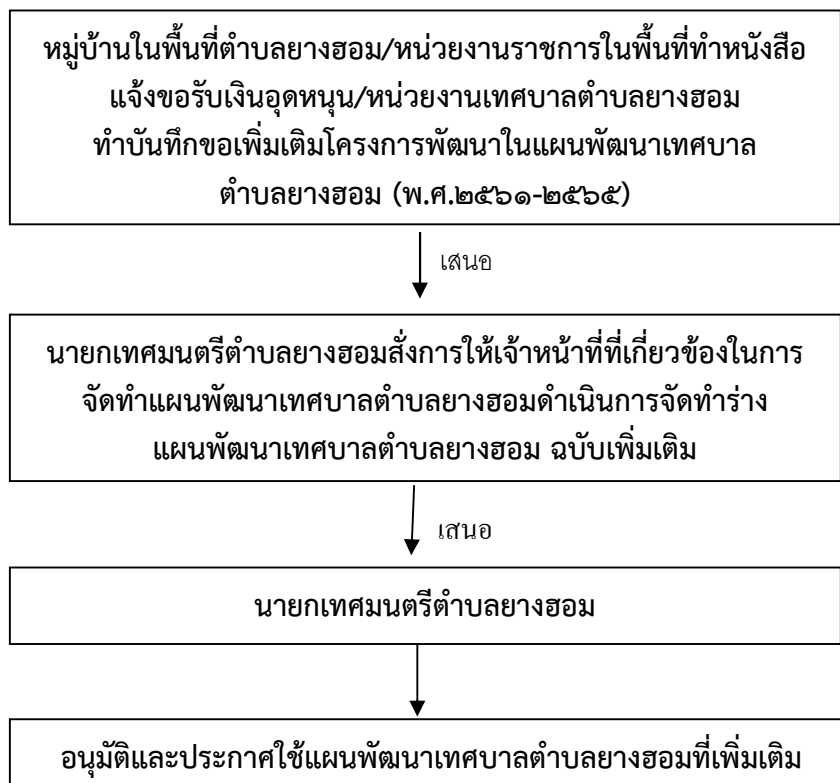 หมู่บ้านในพื้นที่ตำบลยางฮอม/หน่วยงานราชการในพื้นที่ทำหนังสือ
แจ้งขอรับเงินอุดหนุน/หน่วยงานเทศบาลตำบลยางฮอม
ทำบันทึกขอเพิ่มเติมโครงการพัฒนาในแผนพัฒนาเทศบาล
ตำบลยางฮอม (พ.ศ.๒๕๖๑-๒๕๖๕)
เสนอ
นายกเทศมนตรีตำบลยางฮอมสั่งการให้เจ้าหน้าที่ที่เกี่ยวข้องในการ
จัดทำแผนพัฒนาเทศบาลตำบลยางฮอมดำเนินการจัดทำร่าง
แผนพัฒนาเทศบาลตำบลยางฮอม ฉบับเพิ่มเติม
เสนอ
นายกเทศมนตรีตำบลยางฮอม
อนุมัติและประกาศใช้แผนพัฒนาเทศบาลตำบลยางฮอมที่เพิ่มเติม